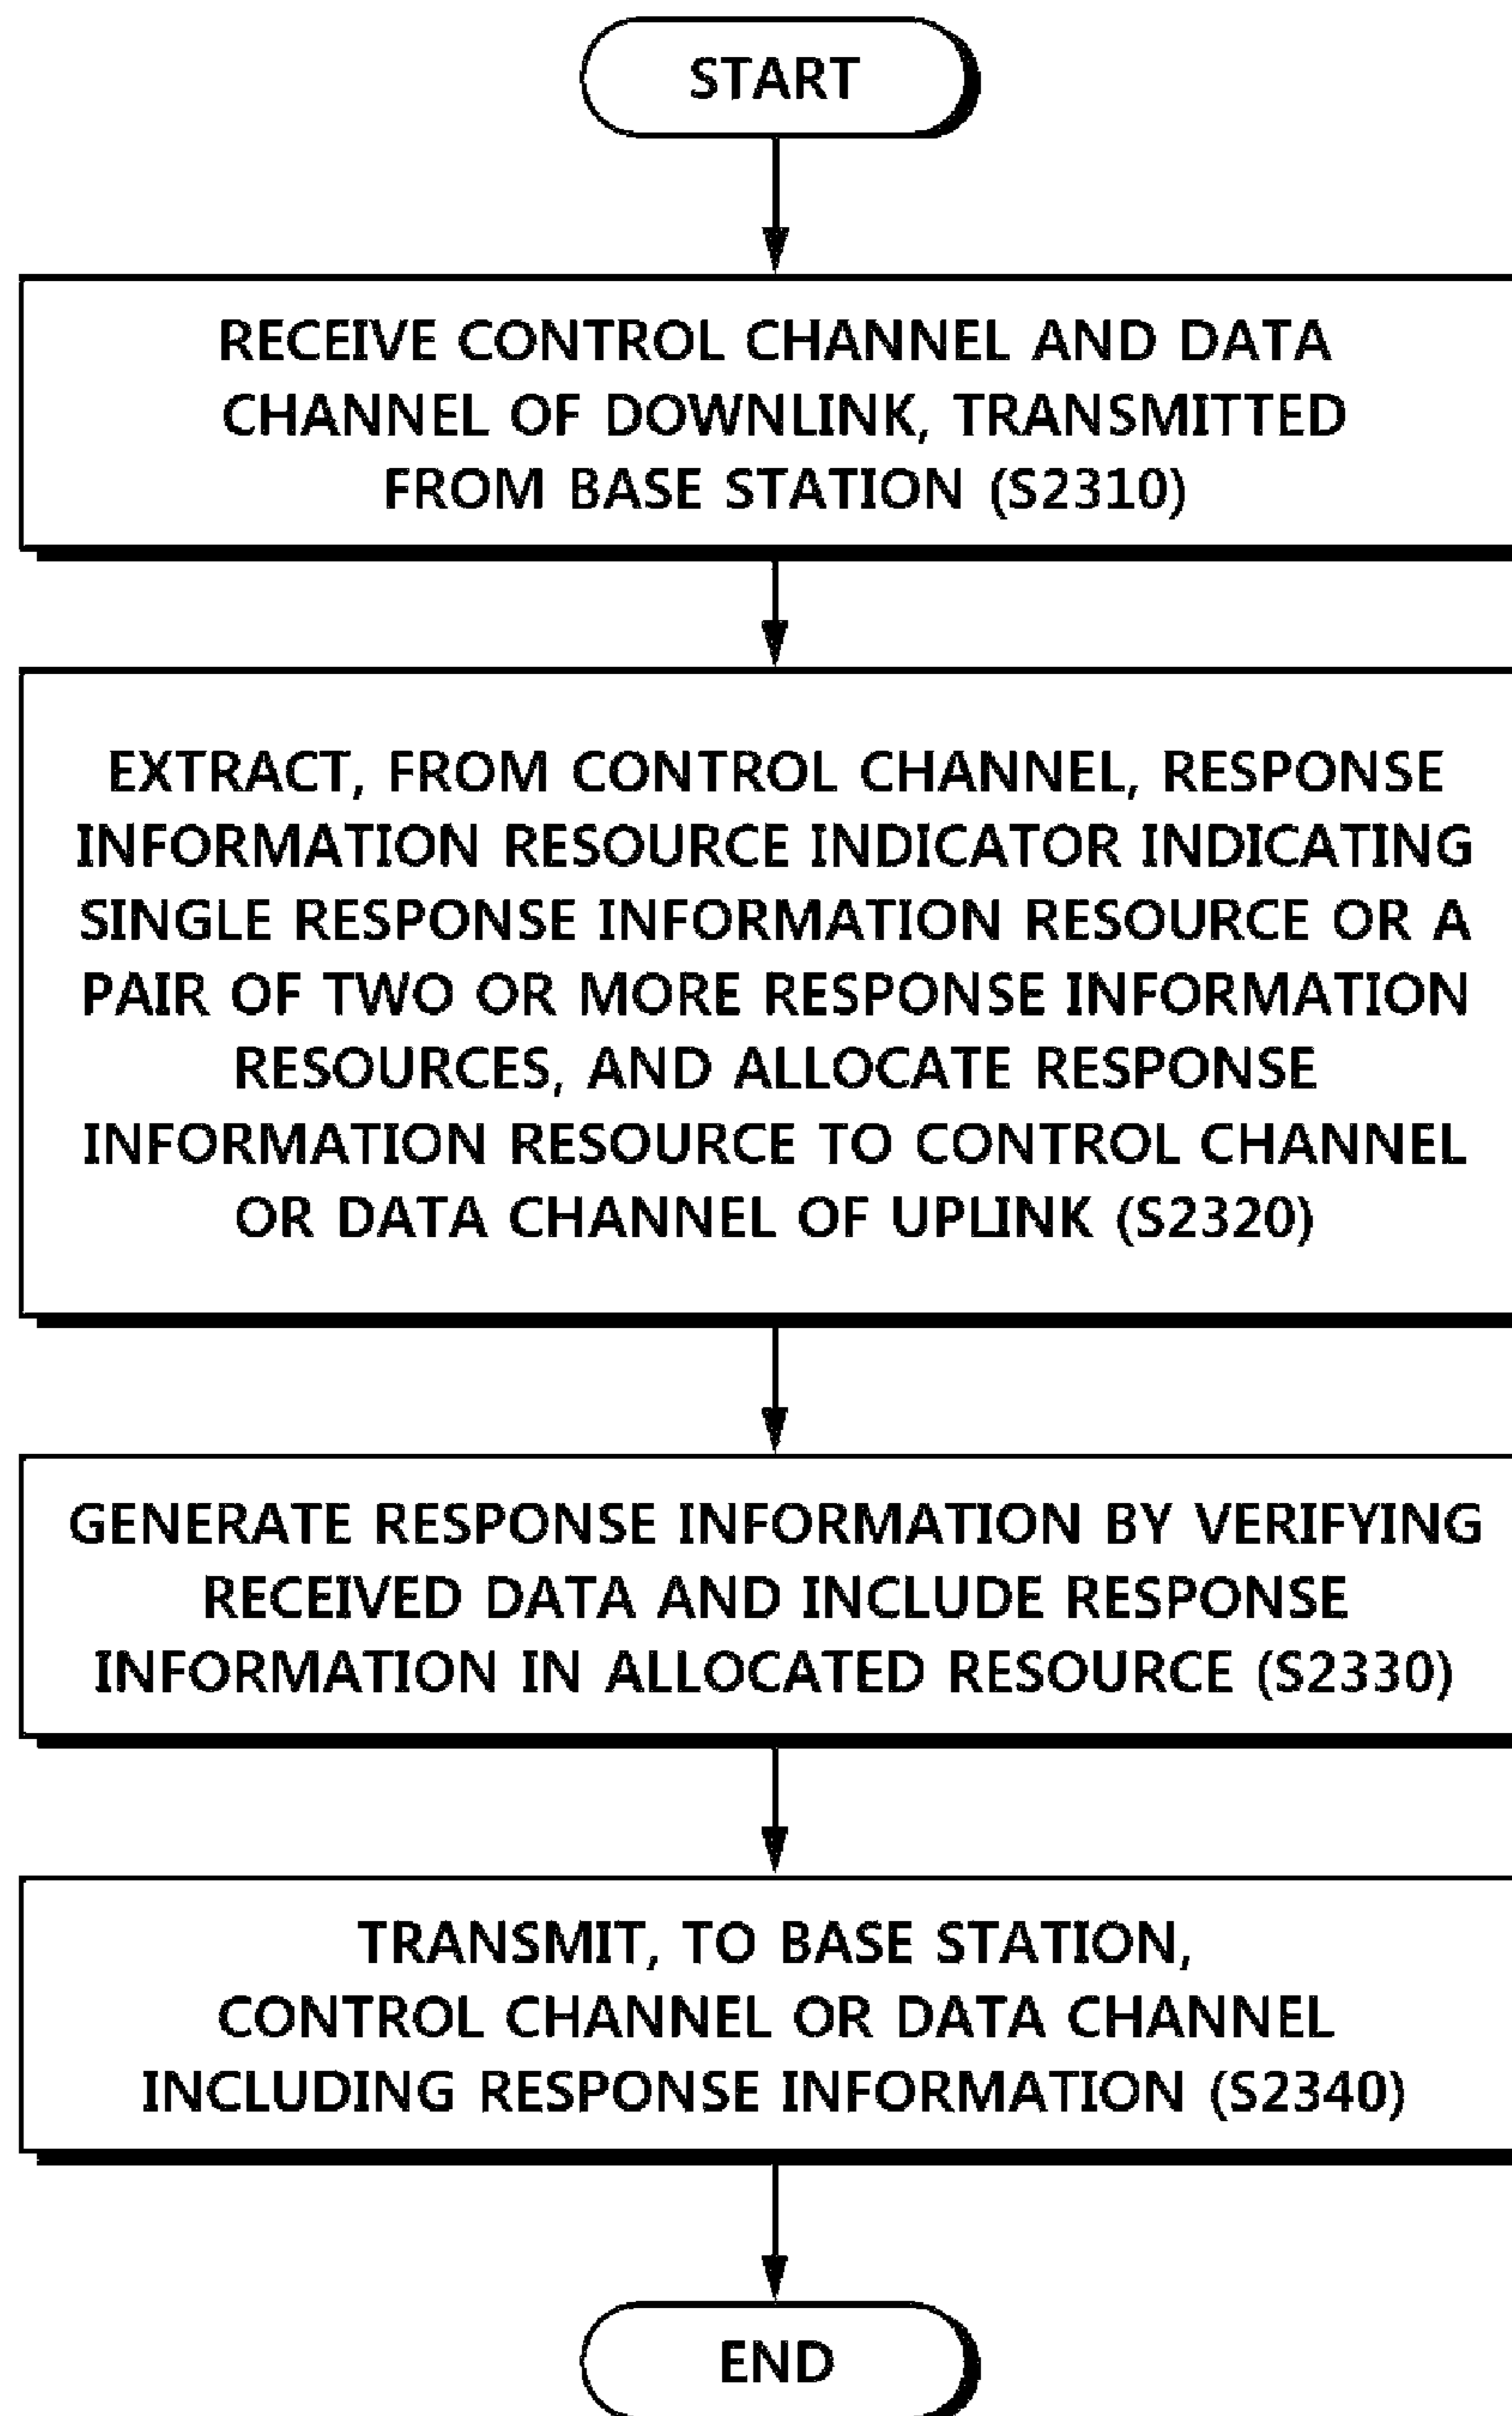 START
RECEIVE CONTROL CHANNEL AND DATA
CHANNEL OF DOWNLINK, TRANSMITTED
FROM BASE STATION (S2310)
EXTRACT, FROM CONTROL CHANNEL, RESPONSE
INFORMATION RESOURCE INDICATOR INDICATING
SINGLE RESPONSE INFORMATION RESOURCE OR A
PAIR OF TWO OR MORE RESPONSE INFORMATION
RESOURCES, AND ALLOCATE RESPONSE
INFORMATION RESOURCE TO CONTROL CHANNEL
OR DATA CHANNEL OF UPLINK (S2320)
GENERATE RESPONSE INFORMATION BY VERIFYING
RECEIVED DATA AND INCLUDE RESPONSE
INFORMATION IN ALLOCATED RESOURCE (S2330)
TRANSMIT, TO BASE STATION,
CONTROL CHANNEL OR DATA CHANNEL
INCLUDING RESPONSE INFORMATION (S2340)
END